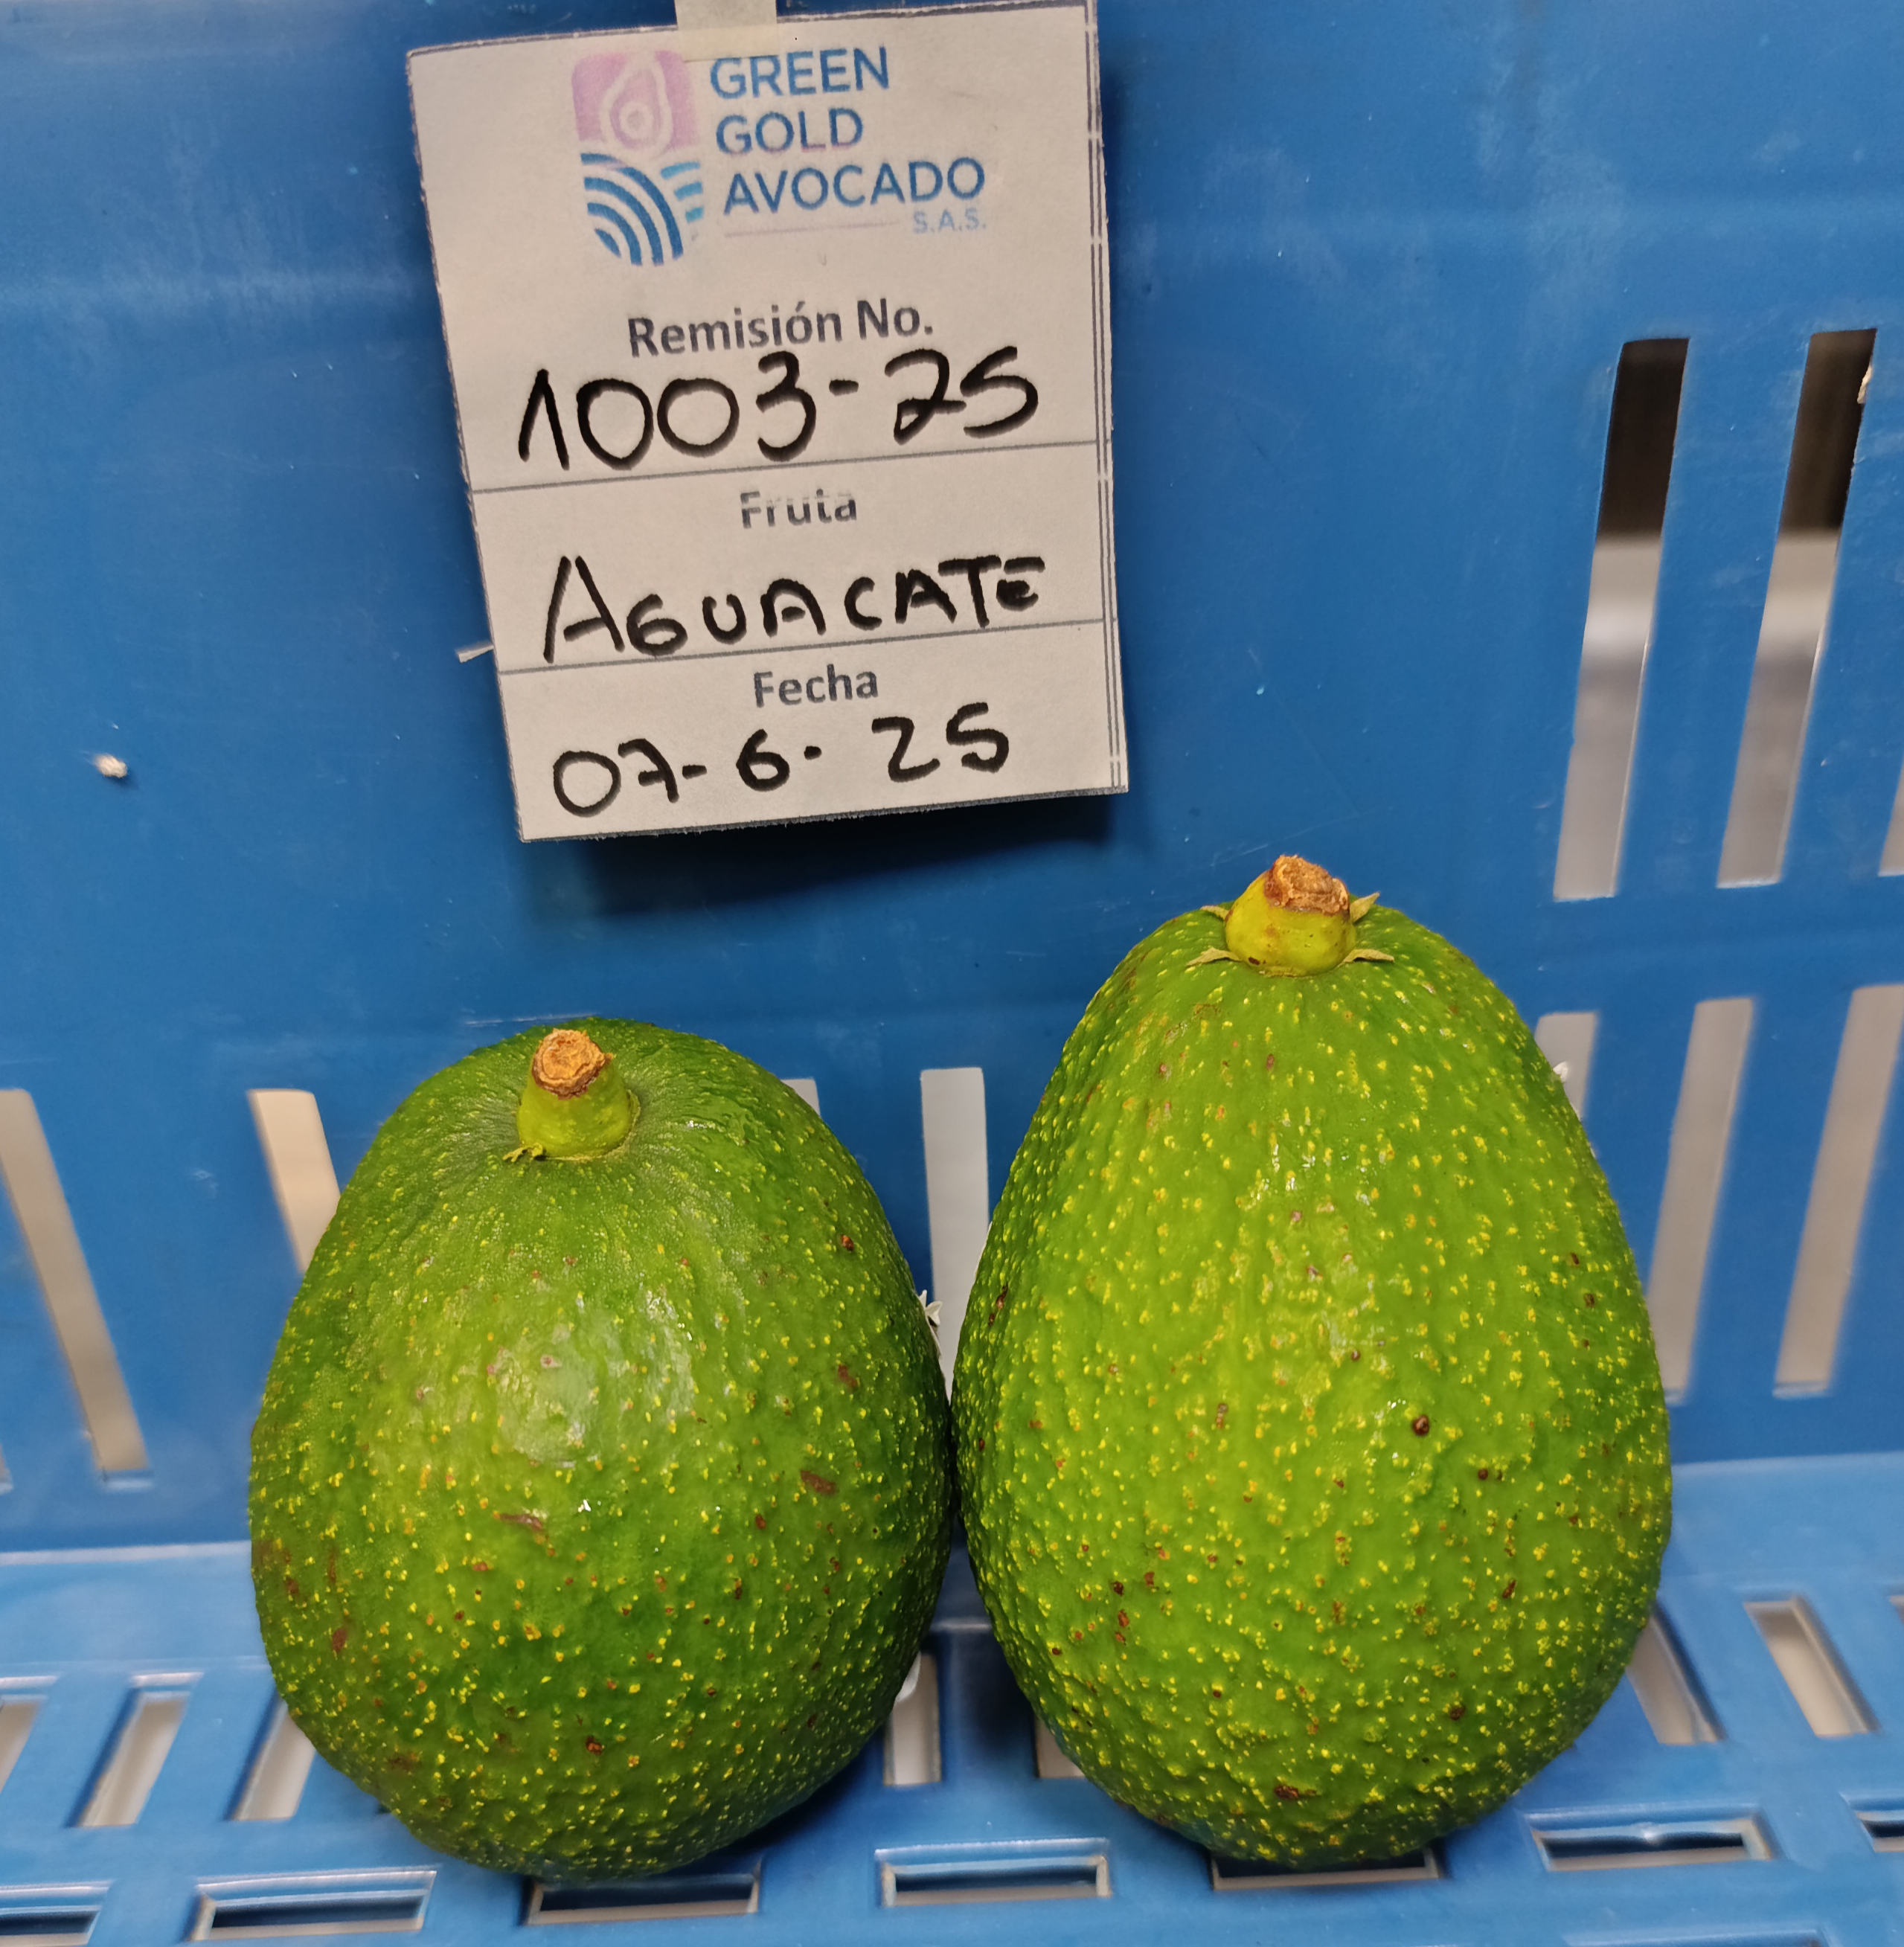 GREEN
GOLD
AVOCADO
S.A.S.
Remisión No.
1003-25
Fruta
AGUACATE
Fecha
07-6-25